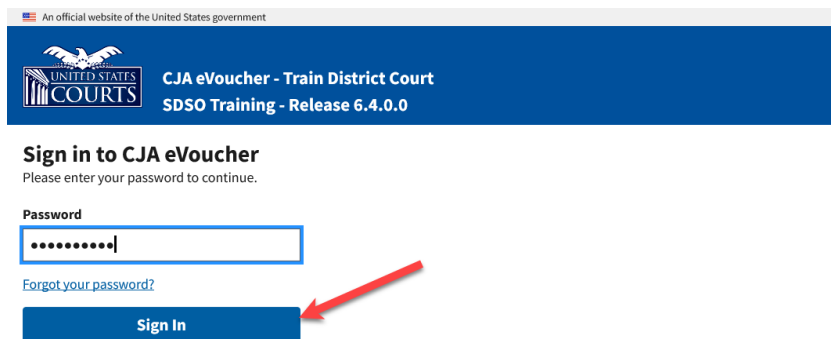 An official website of the United States government
UNITED STATES
COURTS
CJA eVoucher - Train District Court
SDSO Training - Release 6.4.0.0
Sign in to CJA eVoucher
Please enter your password to continue.
Password
••••••••••
Forgot your password?
Sign In